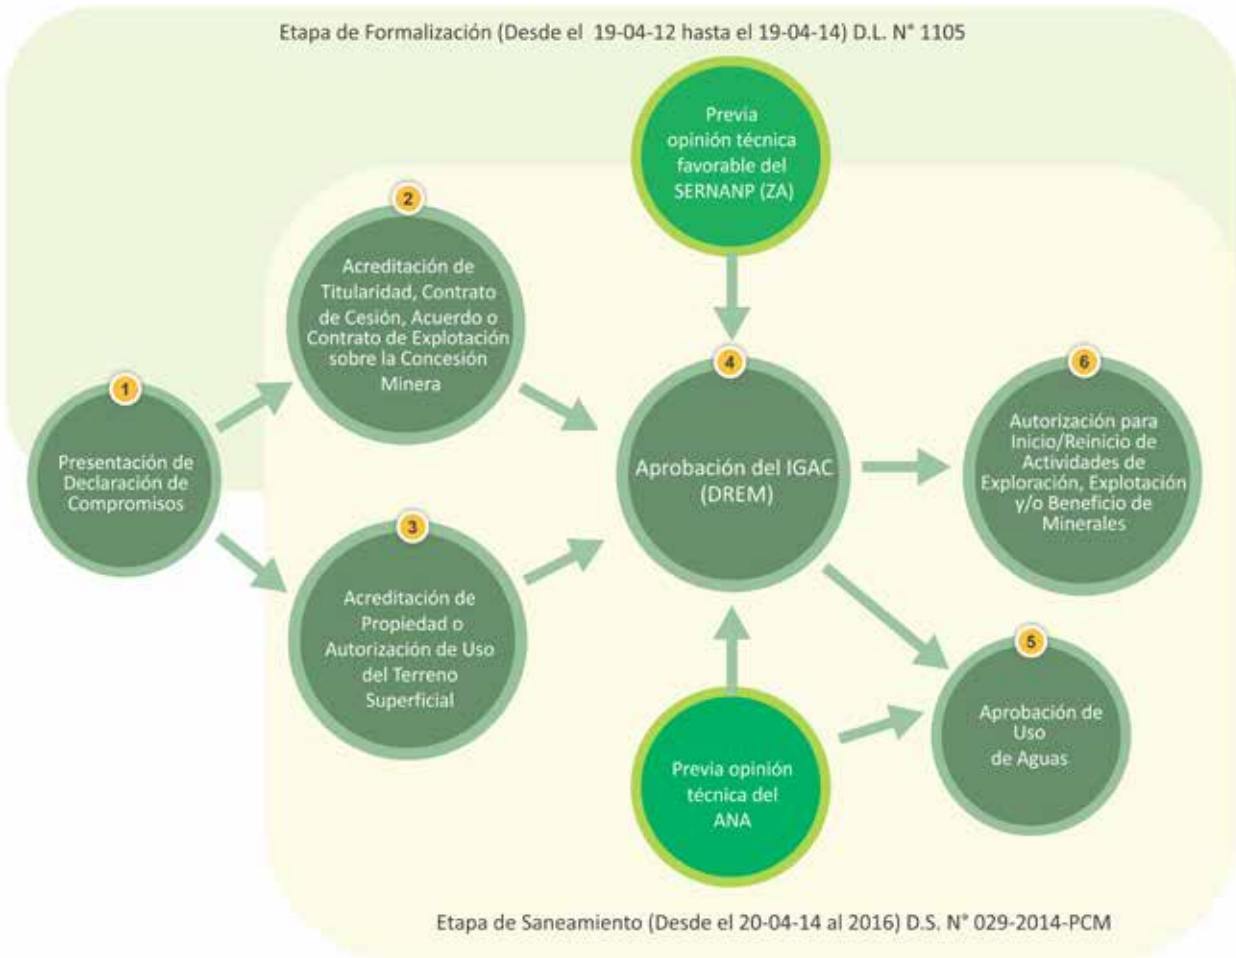 Etapa de Formalización (Desde el 19-04-12 hasta el 19-04-14) D.L. N° 1105
Previa
opinión técnica
favorable del
SERNANP (ZA)
2
Acreditación de
Titularidad, Contrato
de Cesión, Acuerdo o
Contrato de Explotación
sobre la Concesión
Minera
1
Presentación de
Declaración de
Compromisos
3
Acreditación de
Propiedad o
Autorización de Uso
del Terreno
Superficial
4
Aprobación del IGAC
(DREM)
6
Autorización para
Inicio/Reinicio de
Actividades de
Exploración, Explotación
y/o Beneficio de
Minerales
5
Aprobación de
Uso
de Aguas
Previa opinión
técnica del
ANA
Etapa de Saneamiento (Desde el 20-04-14 al 2016) D.S. N° 029-2014-PCM